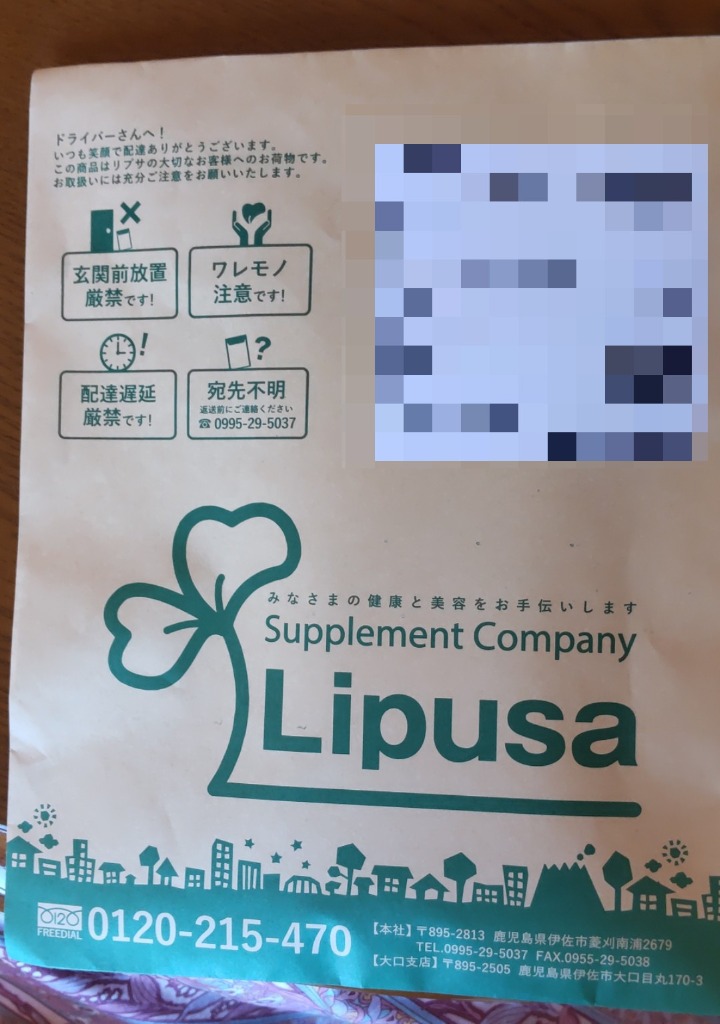 ドライバーさんへ！
いつも笑顔で配達ありがとうございます。
この商品はリプサの大切なお客様へのお荷物です。
お取扱いには充分ご注意をお願いいたします。
玄関前放置
厳禁です!
ワレモノ
注意です!
配達遅延
厳禁です!
宛先不明
返送前にご連絡ください
☎ 0995-29-5037
みなさまの健康と美容をお手伝いします
Supplement Company
Lipusa
0120
FREEDIAL
0120-215-470
【本社】〒895-2813 鹿児島県伊佐市菱刈南浦2679
TEL.0995-29-5037 FAX.0955-29-5038
【大口支店】〒895-2505 鹿児島県伊佐市大口目丸170-3